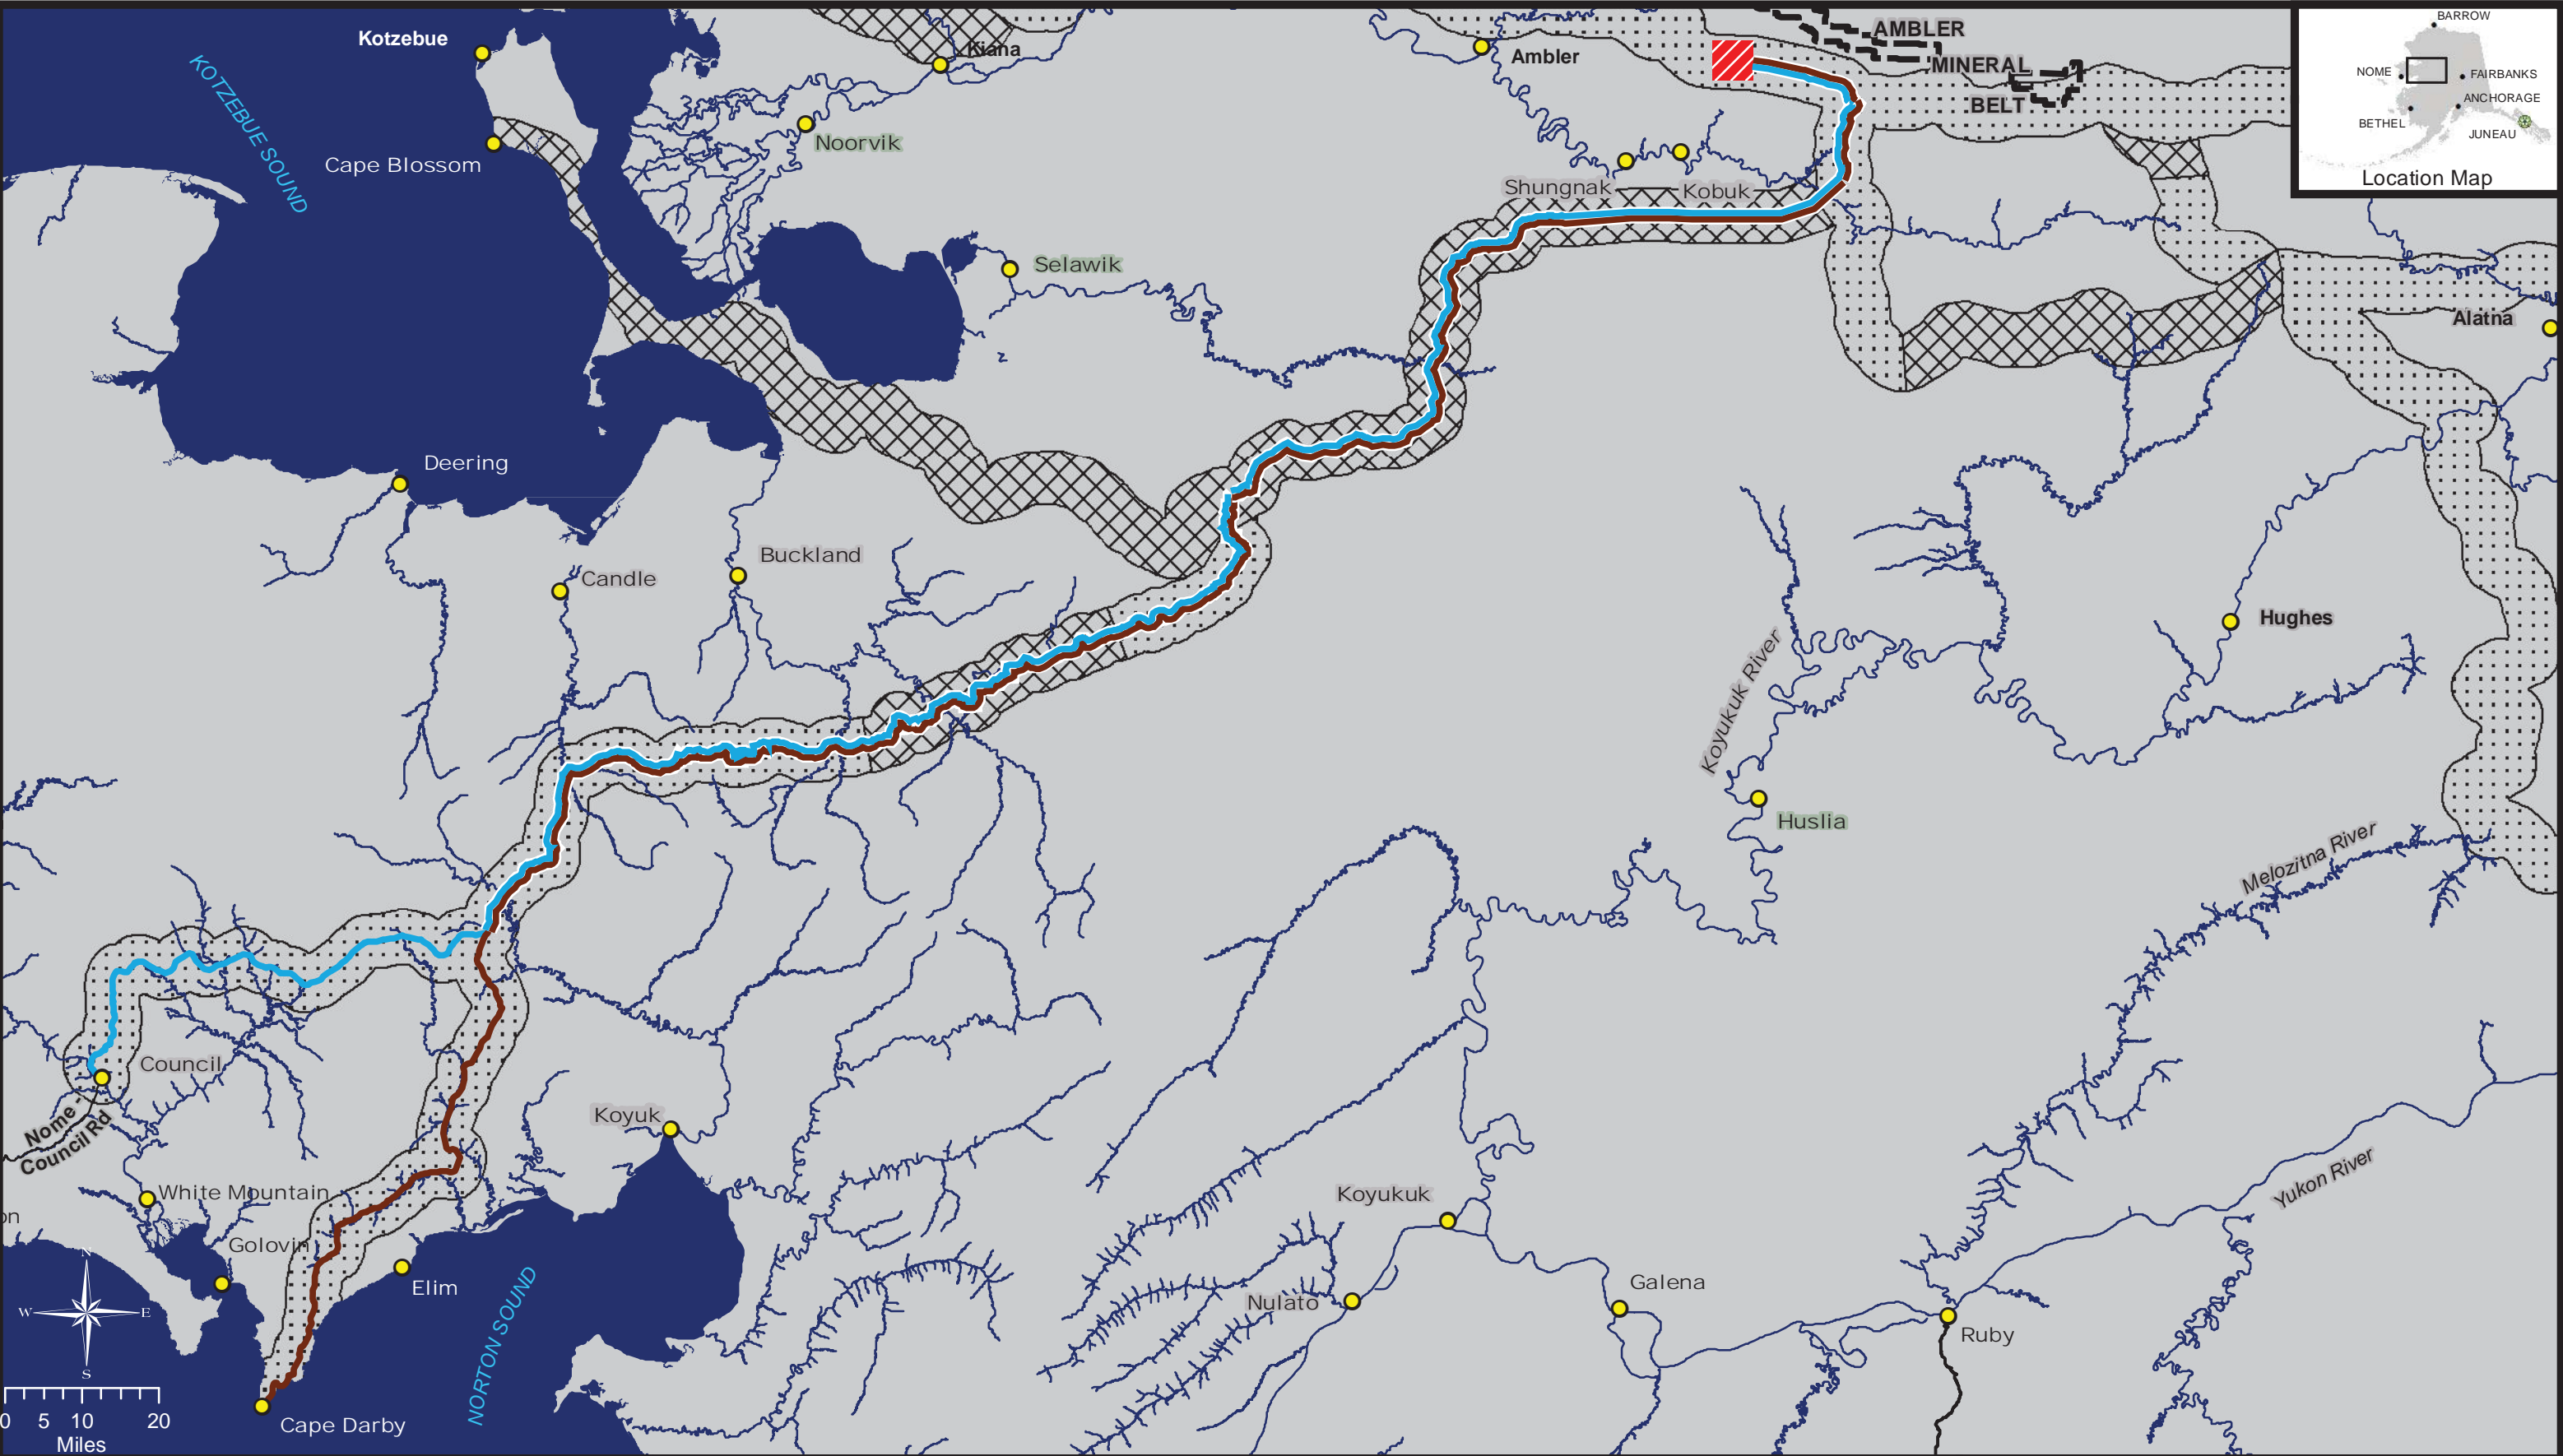 Kotzebue
KOTZEBUE SOUND
Cape Blossom
Kiana
Noorvik
Selawik
Ambler
AMBLER
MINERAL
BELT
BARROW
NOME
FAIRBANKS
ANCHORAGE
BETHEL
JUNEAU
Location Map
Shungnak
Kobuk
Alatna
Deering
Buckland
Candle
Hughes
Koyukuk River
Huslia
Melozitna River
Council
Nome -
Council Rd
Koyuk
White Mountain
Golovin
Elim
on
N
W
E
S
NORTON SOUND
Koyukuk
Nulato
Galena
Ruby
Yukon River
Cape Darby
0 5 10 20
Miles